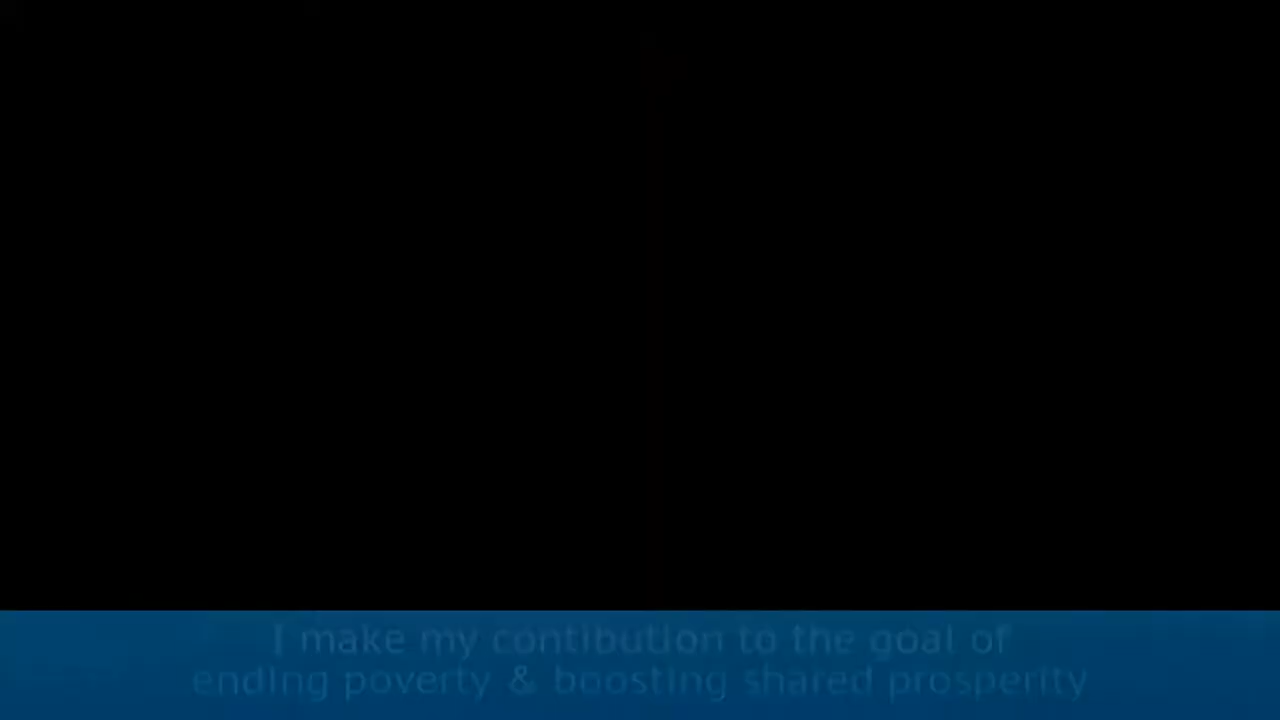 I make my contibution to the goal of
ending poverty & boosting shared prosperity